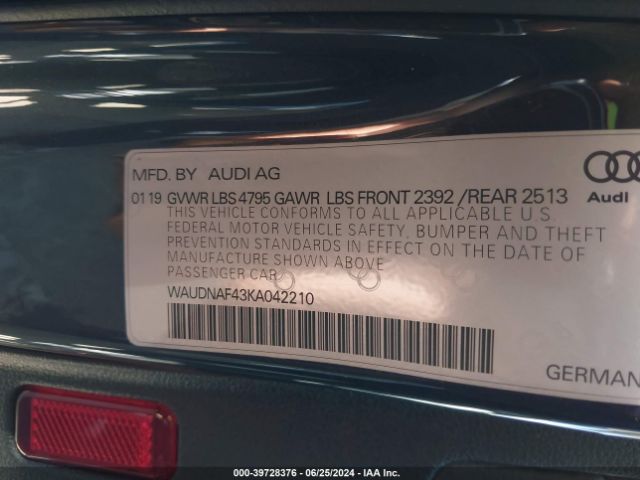 MFD. BY AUDI AG
01 19 GVWR LBS 4795 GAWR LBS FRONT 2392 /REAR 2513
THIS VEHICLE CONFORMS TO ALL APPLICABLE U.S.
FEDERAL MOTOR VEHICLE SAFETY, BUMPER AND THEFT
PREVENTION STANDARDS IN EFFECT ON THE DATE OF
MANUFACTURE SHOWN ABOVE
PASSENGER CAR
WAUDNAF43KA042210
Audi
GERMAN
000-39728376 - 06/25/2024 - IAA Inc.